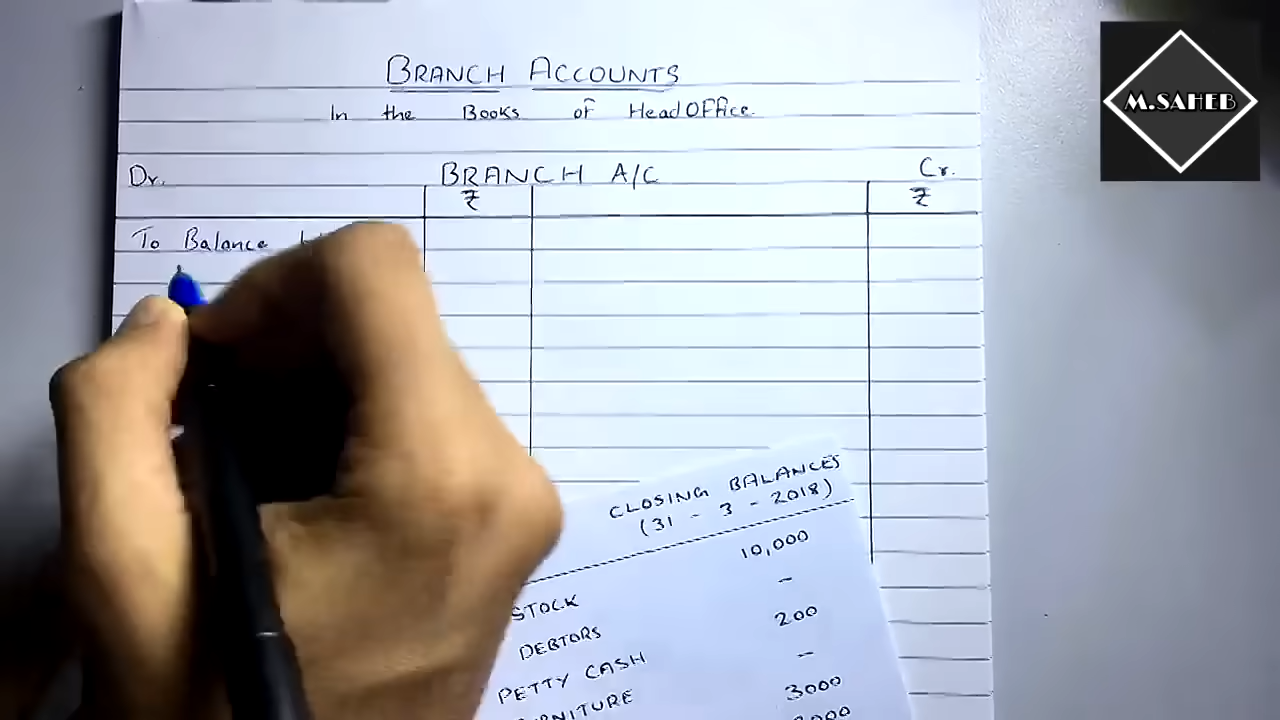 BRANCH ACCOUNTS
In the Books of Head Office.
M.SAHEB
Dr. BRANCH A/C Cr.
₹ ₹
To Balance
CLOSING BALANCES
(31 - 3 - 2018)
STOCK 10,000
DEBTORS -
PETTY CASH 200
-
3000